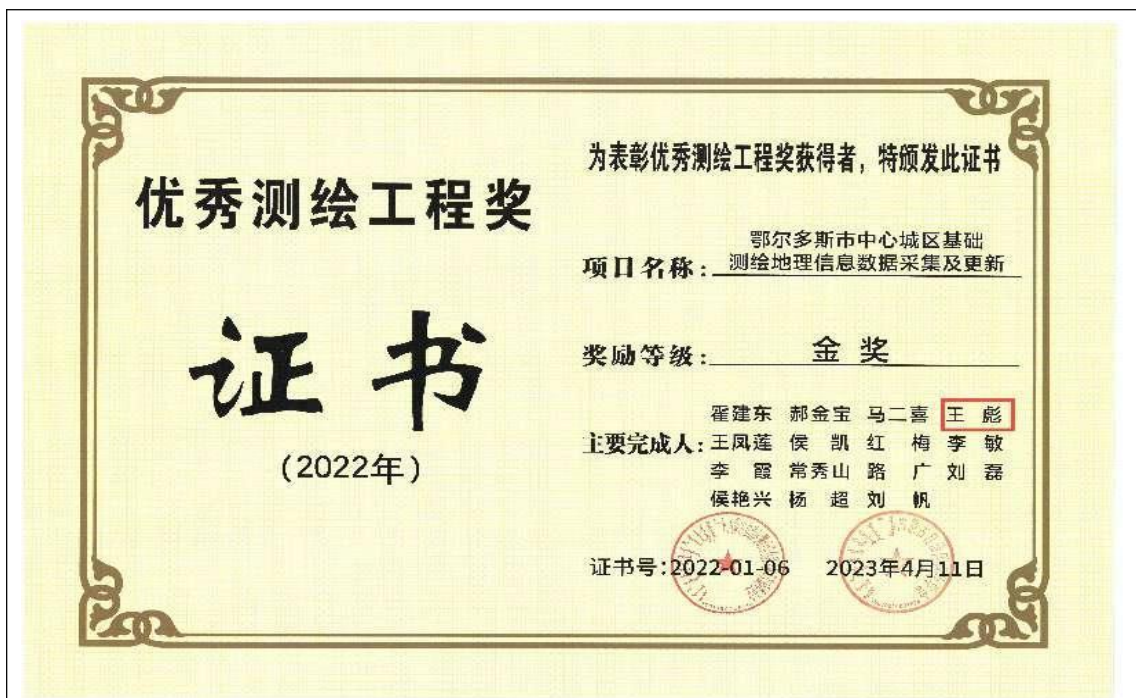 优秀测绘工程奖
证书
(2022年)
为表彰优秀测绘工程奖获得者，特颁发此证书
项目名称：鄂尔多斯市中心城区基础
测绘地理信息数据采集及更新
奖励等级：金奖
主要完成人：
霍建东 郝金宝 马二喜 王 彪
王凤莲 侯 凯 红 梅 李 敏
李 霞 常秀山 路 广 刘 磊
侯艳兴 杨 超 刘 帆
证书号：2022-01-06 2023年4月11日